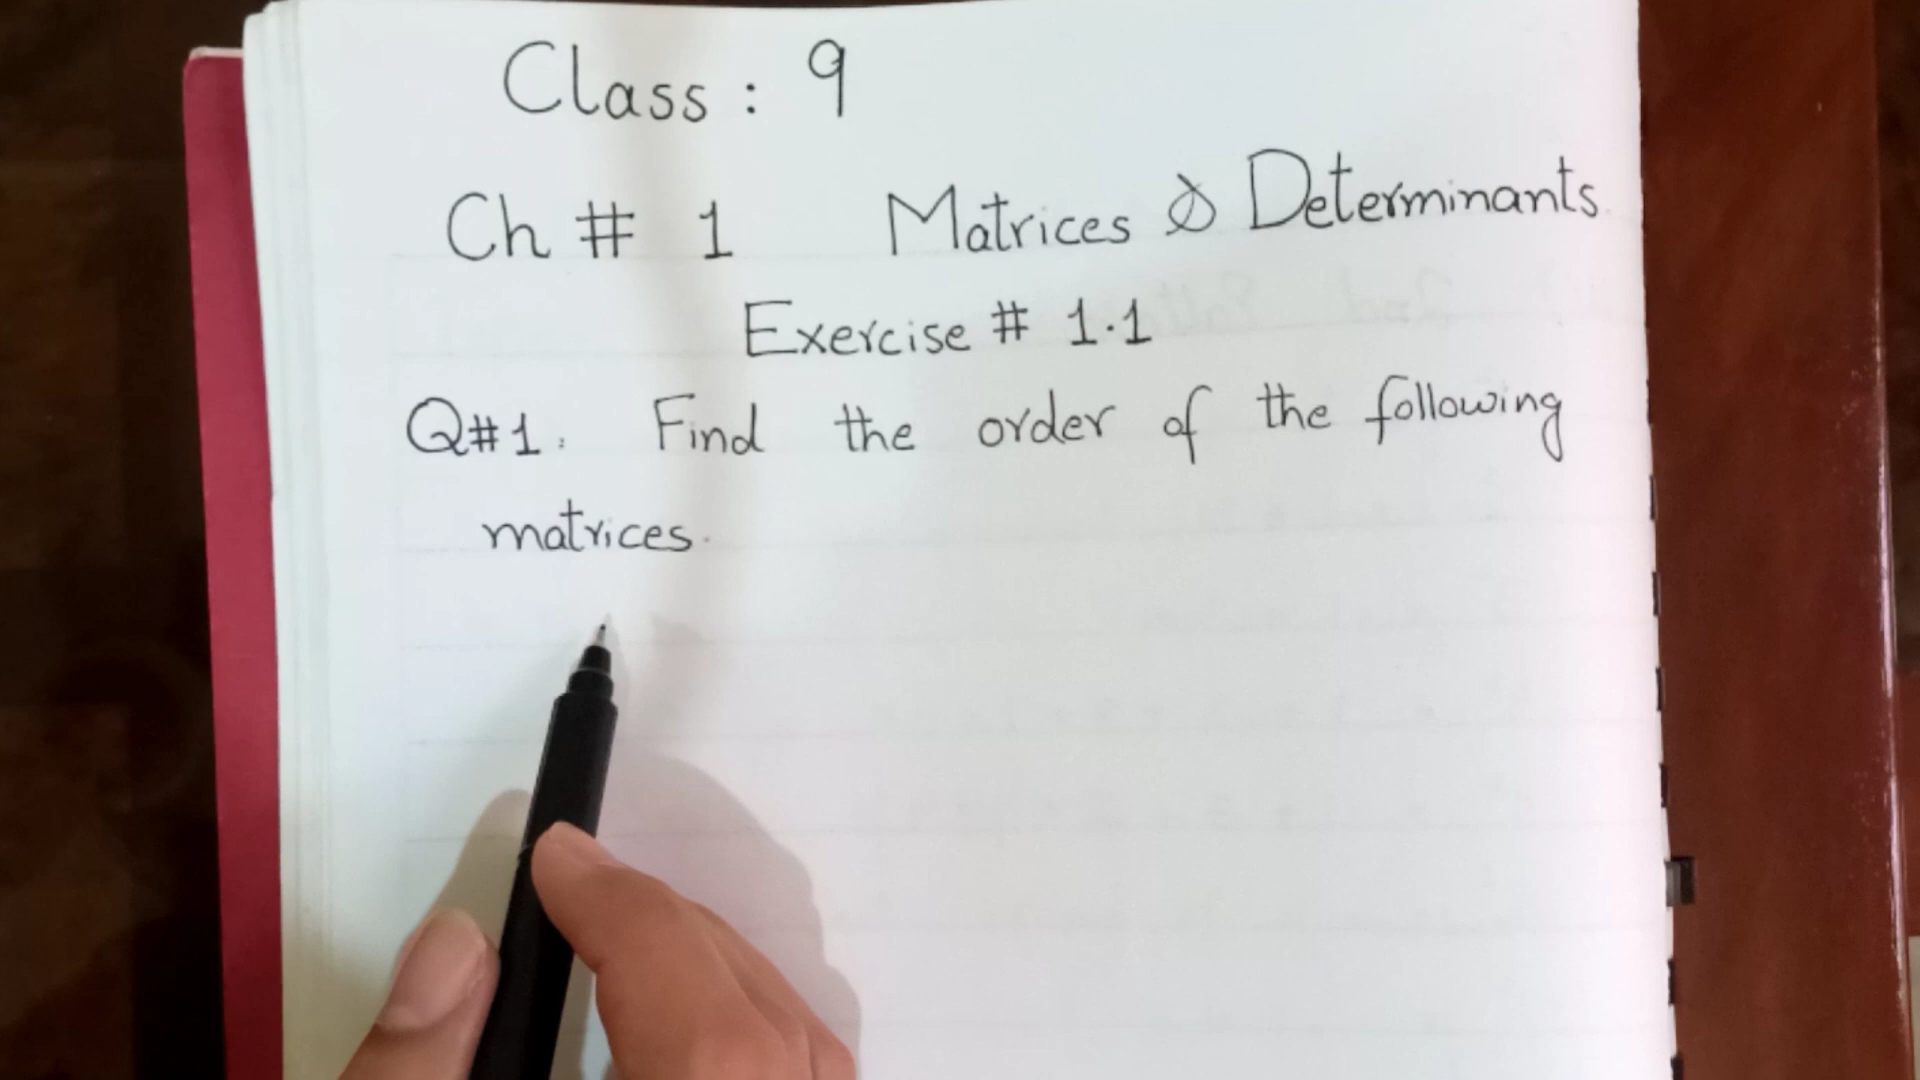 Class : 9
Ch # 1 Matrices & Determinants
Exercise # 1.1
Q#1: Find the order of the following
matrices.